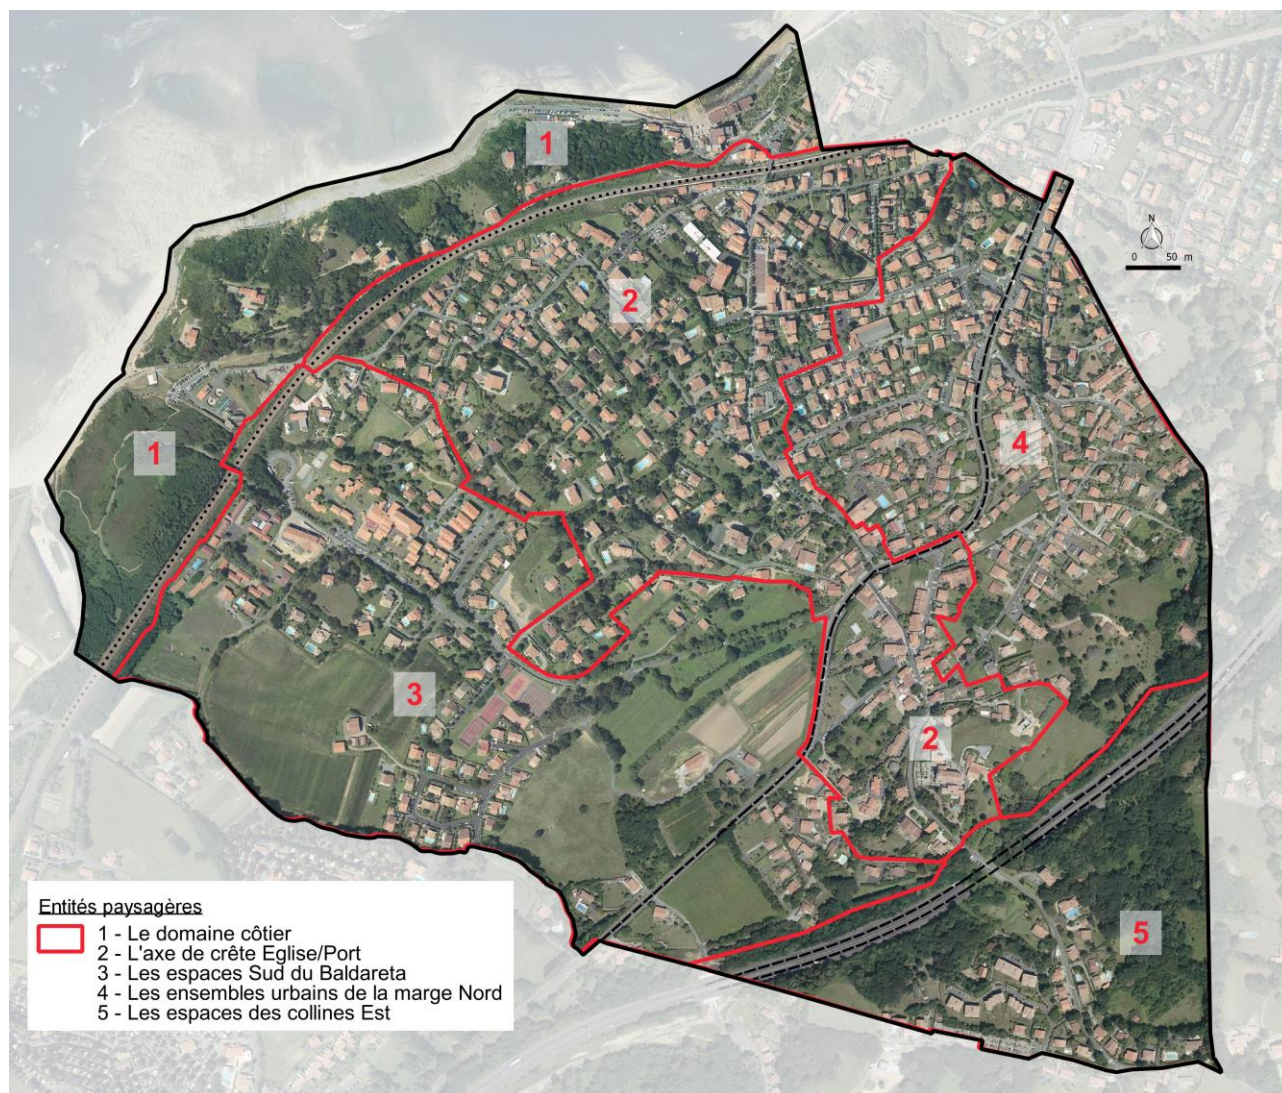 1
N
0 50 m
2
4
1
3
2
5
Entités paysagères
1 - Le domaine côtier
2 - L'axe de crête Eglise/Port
3 - Les espaces Sud du Baldareta
4 - Les ensembles urbains de la marge Nord
5 - Les espaces des collines Est